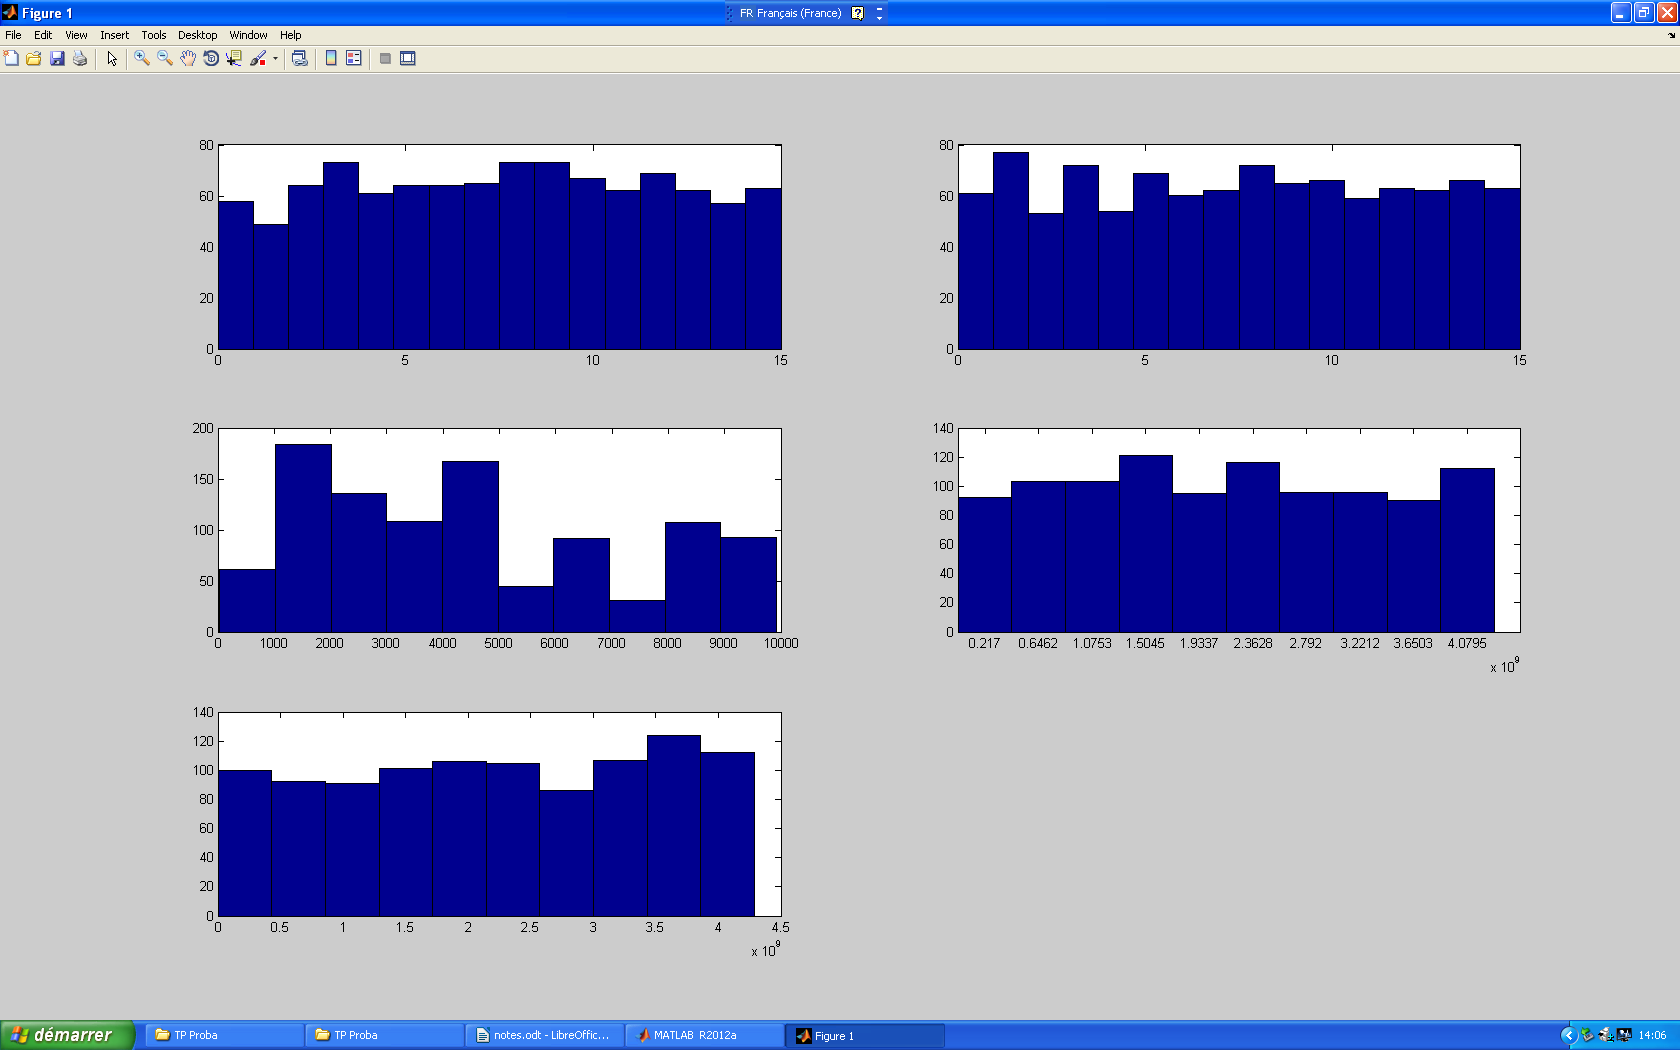 Figure 1
FR Français (France)
File Edit View Insert Tools Desktop Window Help
80
60
40
20
0
0 5 10 15
80
60
40
20
0
0 5 10 15
200
150
100
50
0
0 1000 2000 3000 4000 5000 6000 7000 8000 9000 10000
140
120
100
80
60
40
20
0
0.217 0.6462 1.0753 1.5045 1.9337 2.3628 2.792 3.2212 3.6503 4.0795
x 10^9
140
120
100
80
60
40
20
0
0 0.5 1 1.5 2 2.5 3 3.5 4 4.5
x 10^9
démarrer TP Proba TP Proba notes.odt - LibreOffic... MATLAB R2012a Figure 1 14:06